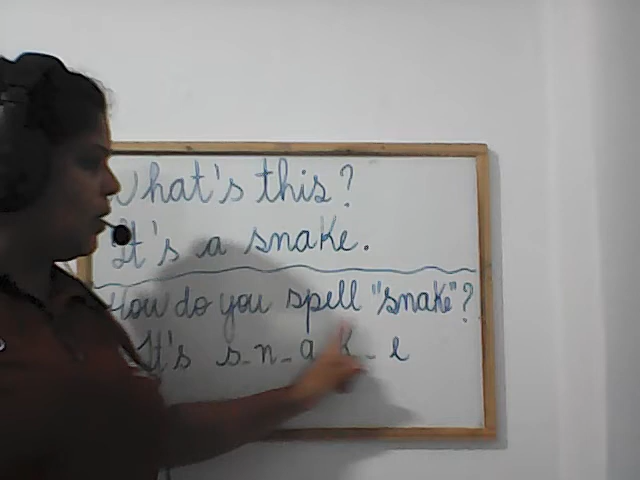 What's this?
It's a snake.
How do you spell "snake"?
It's s-n-a k-e